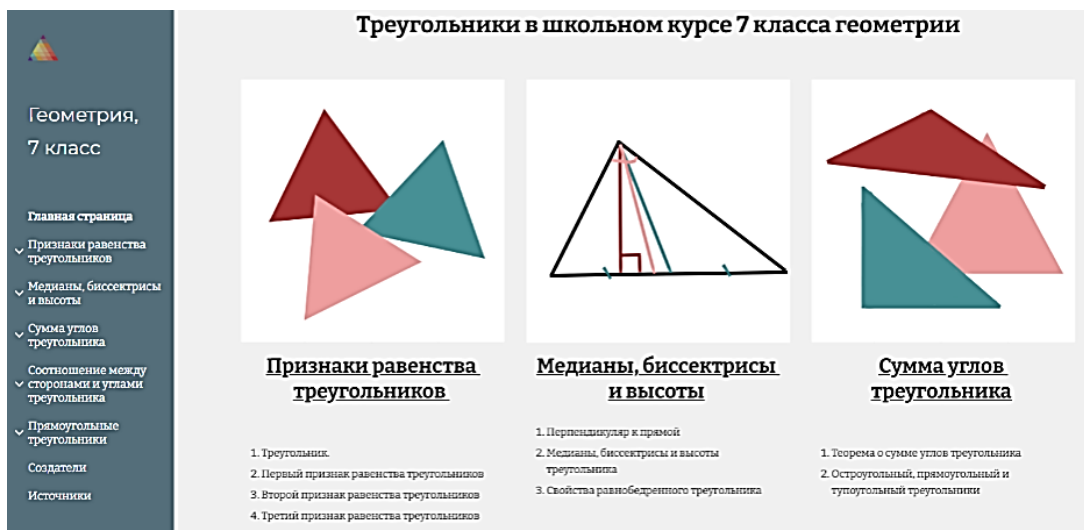 Треугольники в школьном курсе 7 класса геометрии
Геометрия,
7 класс
Главная страница
Признаки равенства
треугольников
Медианы, биссектрисы
и высоты
Сумма углов
треугольника
Соотношение между
сторонами и углами
треугольника
Прямоугольные
треугольники
Создатели
Источники
Признаки равенства
треугольников
1. Треугольник.
2. Первый признак равенства треугольников
3. Второй признак равенства треугольников
4. Третий признак равенства треугольников
Медианы, биссектрисы
и высоты
1. Перпендикуляр к прямой
2. Медианы, биссектрисы и высоты
треугольника
3. Свойства равнобедренного треугольника
Сумма углов
треугольника
1. Теорема о сумме углов треугольника
2. Остроугольный, прямоугольный и
тупоугольный треугольники